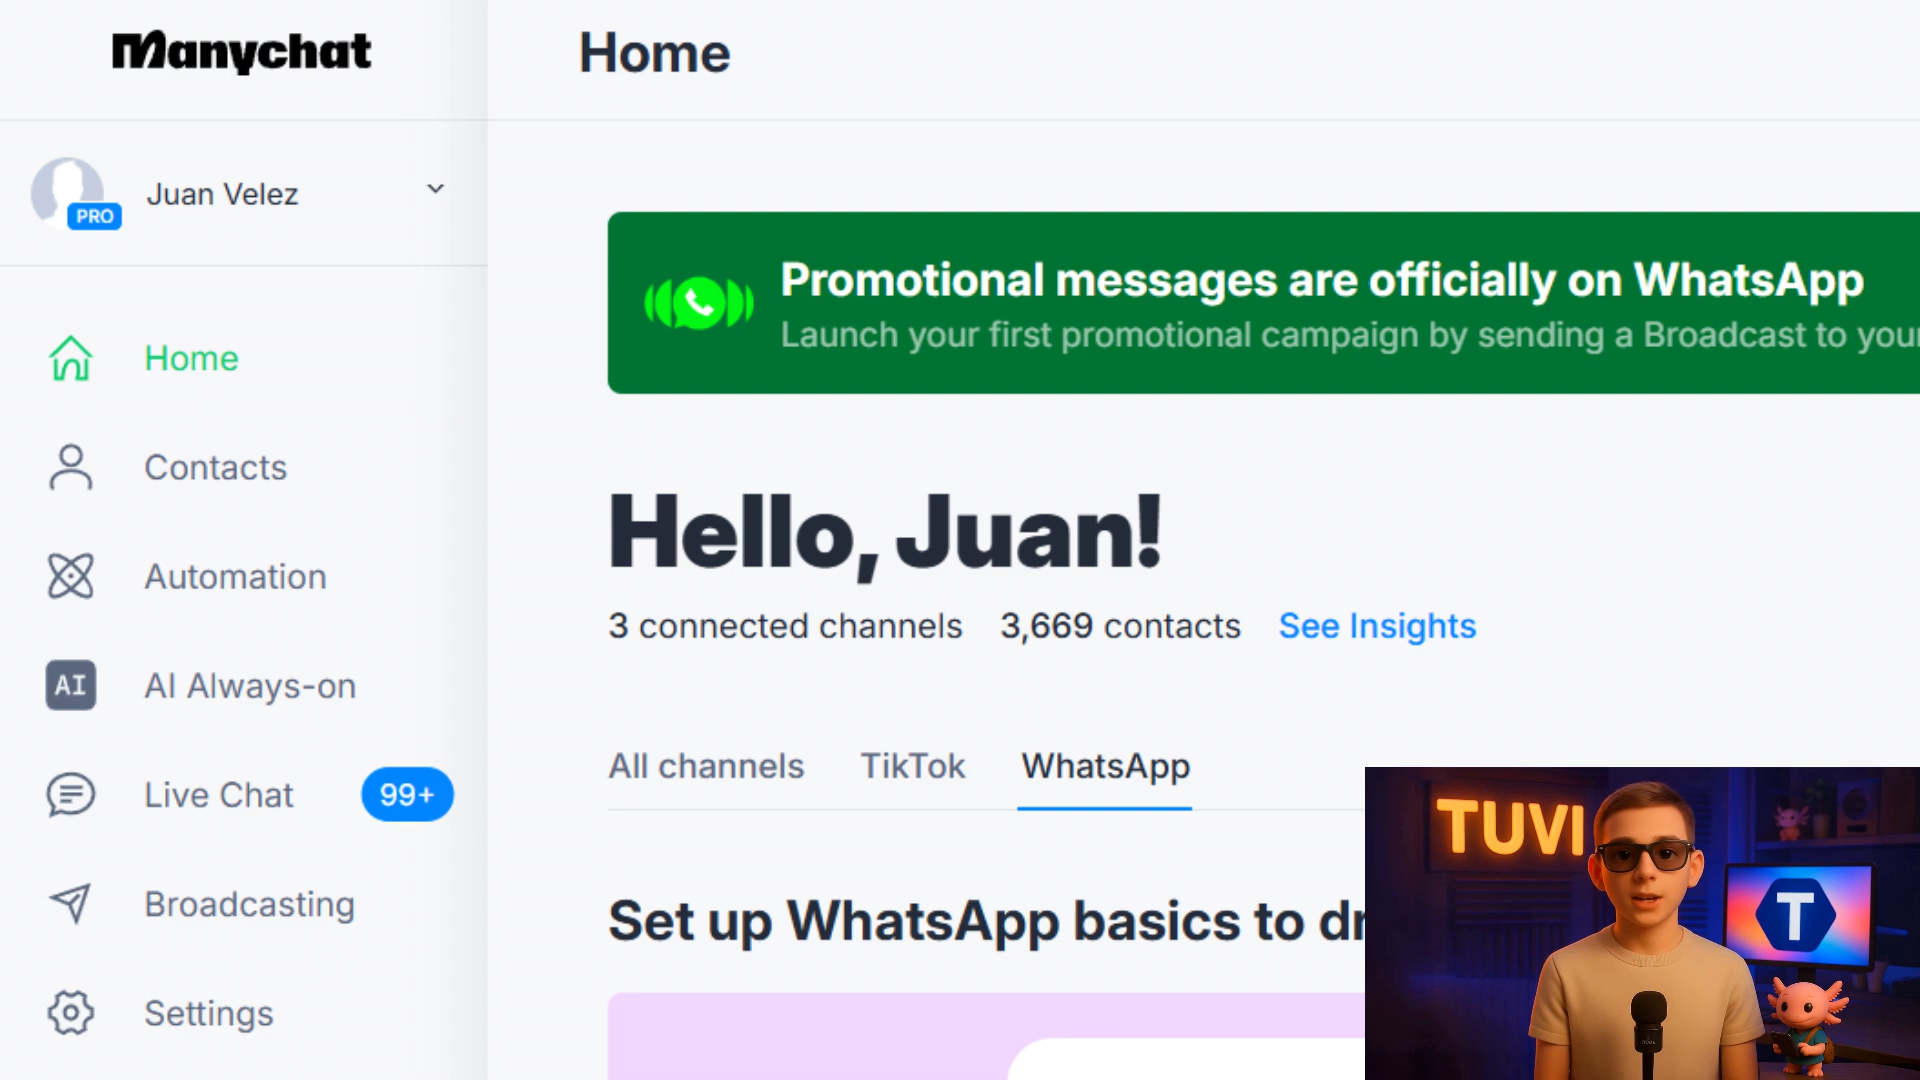 Manychat
Home
Juan Velez
PRO
Home
Contacts
Automation
AI AI Always-on
Live Chat 99+
Broadcasting
Settings
Promotional messages are officially on WhatsApp
Launch your first promotional campaign by sending a Broadcast to your
Hello, Juan!
3 connected channels 3,669 contacts See Insights
All channels TikTok WhatsApp
Set up WhatsApp basics to dr
TUVI
T